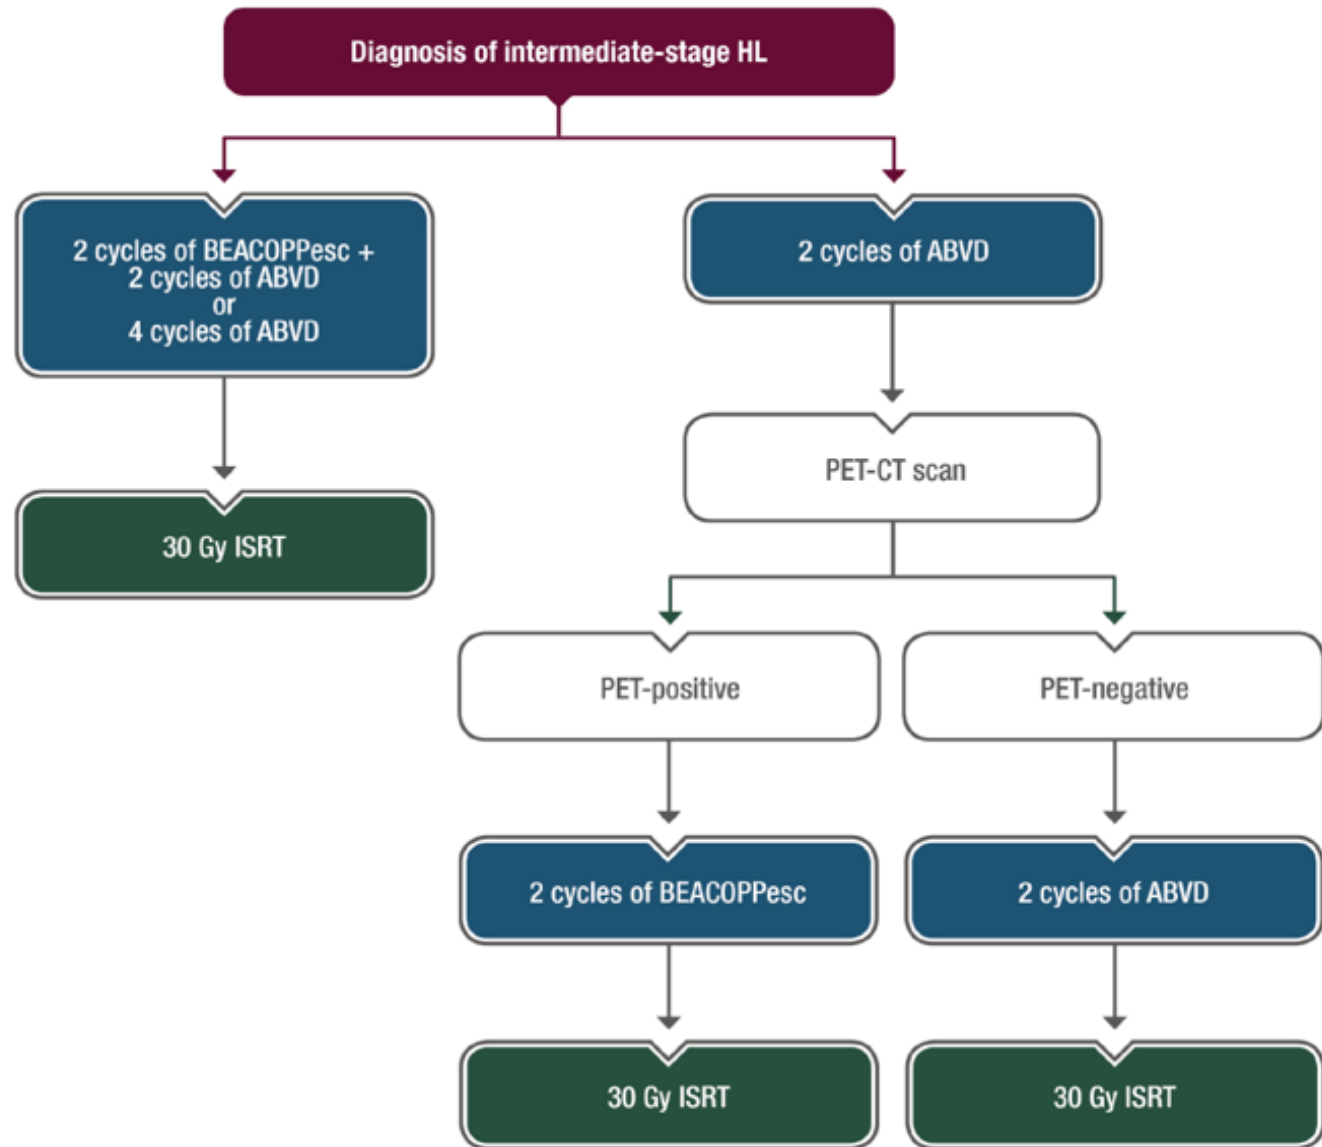 Diagnosis of intermediate-stage HL
2 cycles of BEACOPPesc +
2 cycles of ABVD
or
4 cycles of ABVD
30 Gy ISRT
2 cycles of ABVD
PET-CT scan
PET-positive
PET-negative
2 cycles of BEACOPPesc
2 cycles of ABVD
30 Gy ISRT
30 Gy ISRT